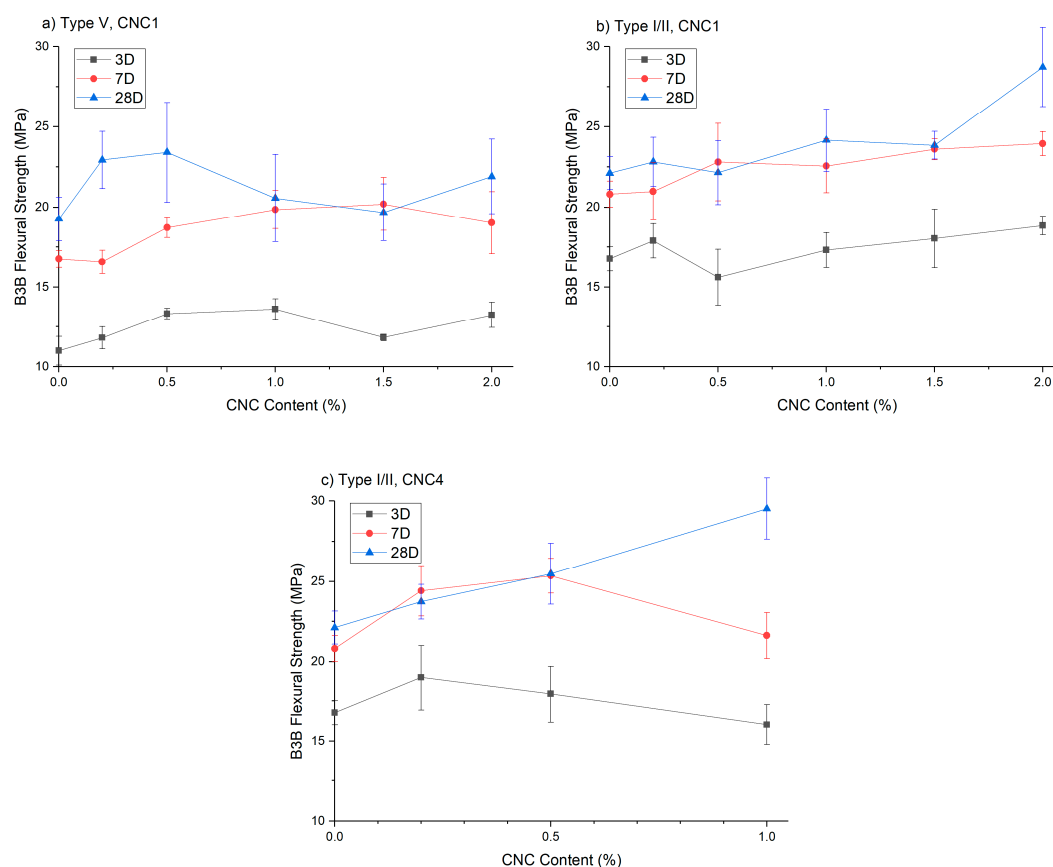 a) Type V, CNC1
3D
7D
28D
B3B Flexural Strength (MPa)
30
25
20
15
10
0.0 0.5 1.0 1.5 2.0
CNC Content (%)
b) Type I/II, CNC1
3D
7D
28D
B3B Flexural Strength (MPa)
30
25
20
15
10
0.0 0.5 1.0 1.5 2.0
CNC Content (%)
c) Type I/II, CNC4
3D
7D
28D
B3B Flexural Strength (MPa)
30
25
20
15
10
0.0 0.5 1.0
CNC Content (%)